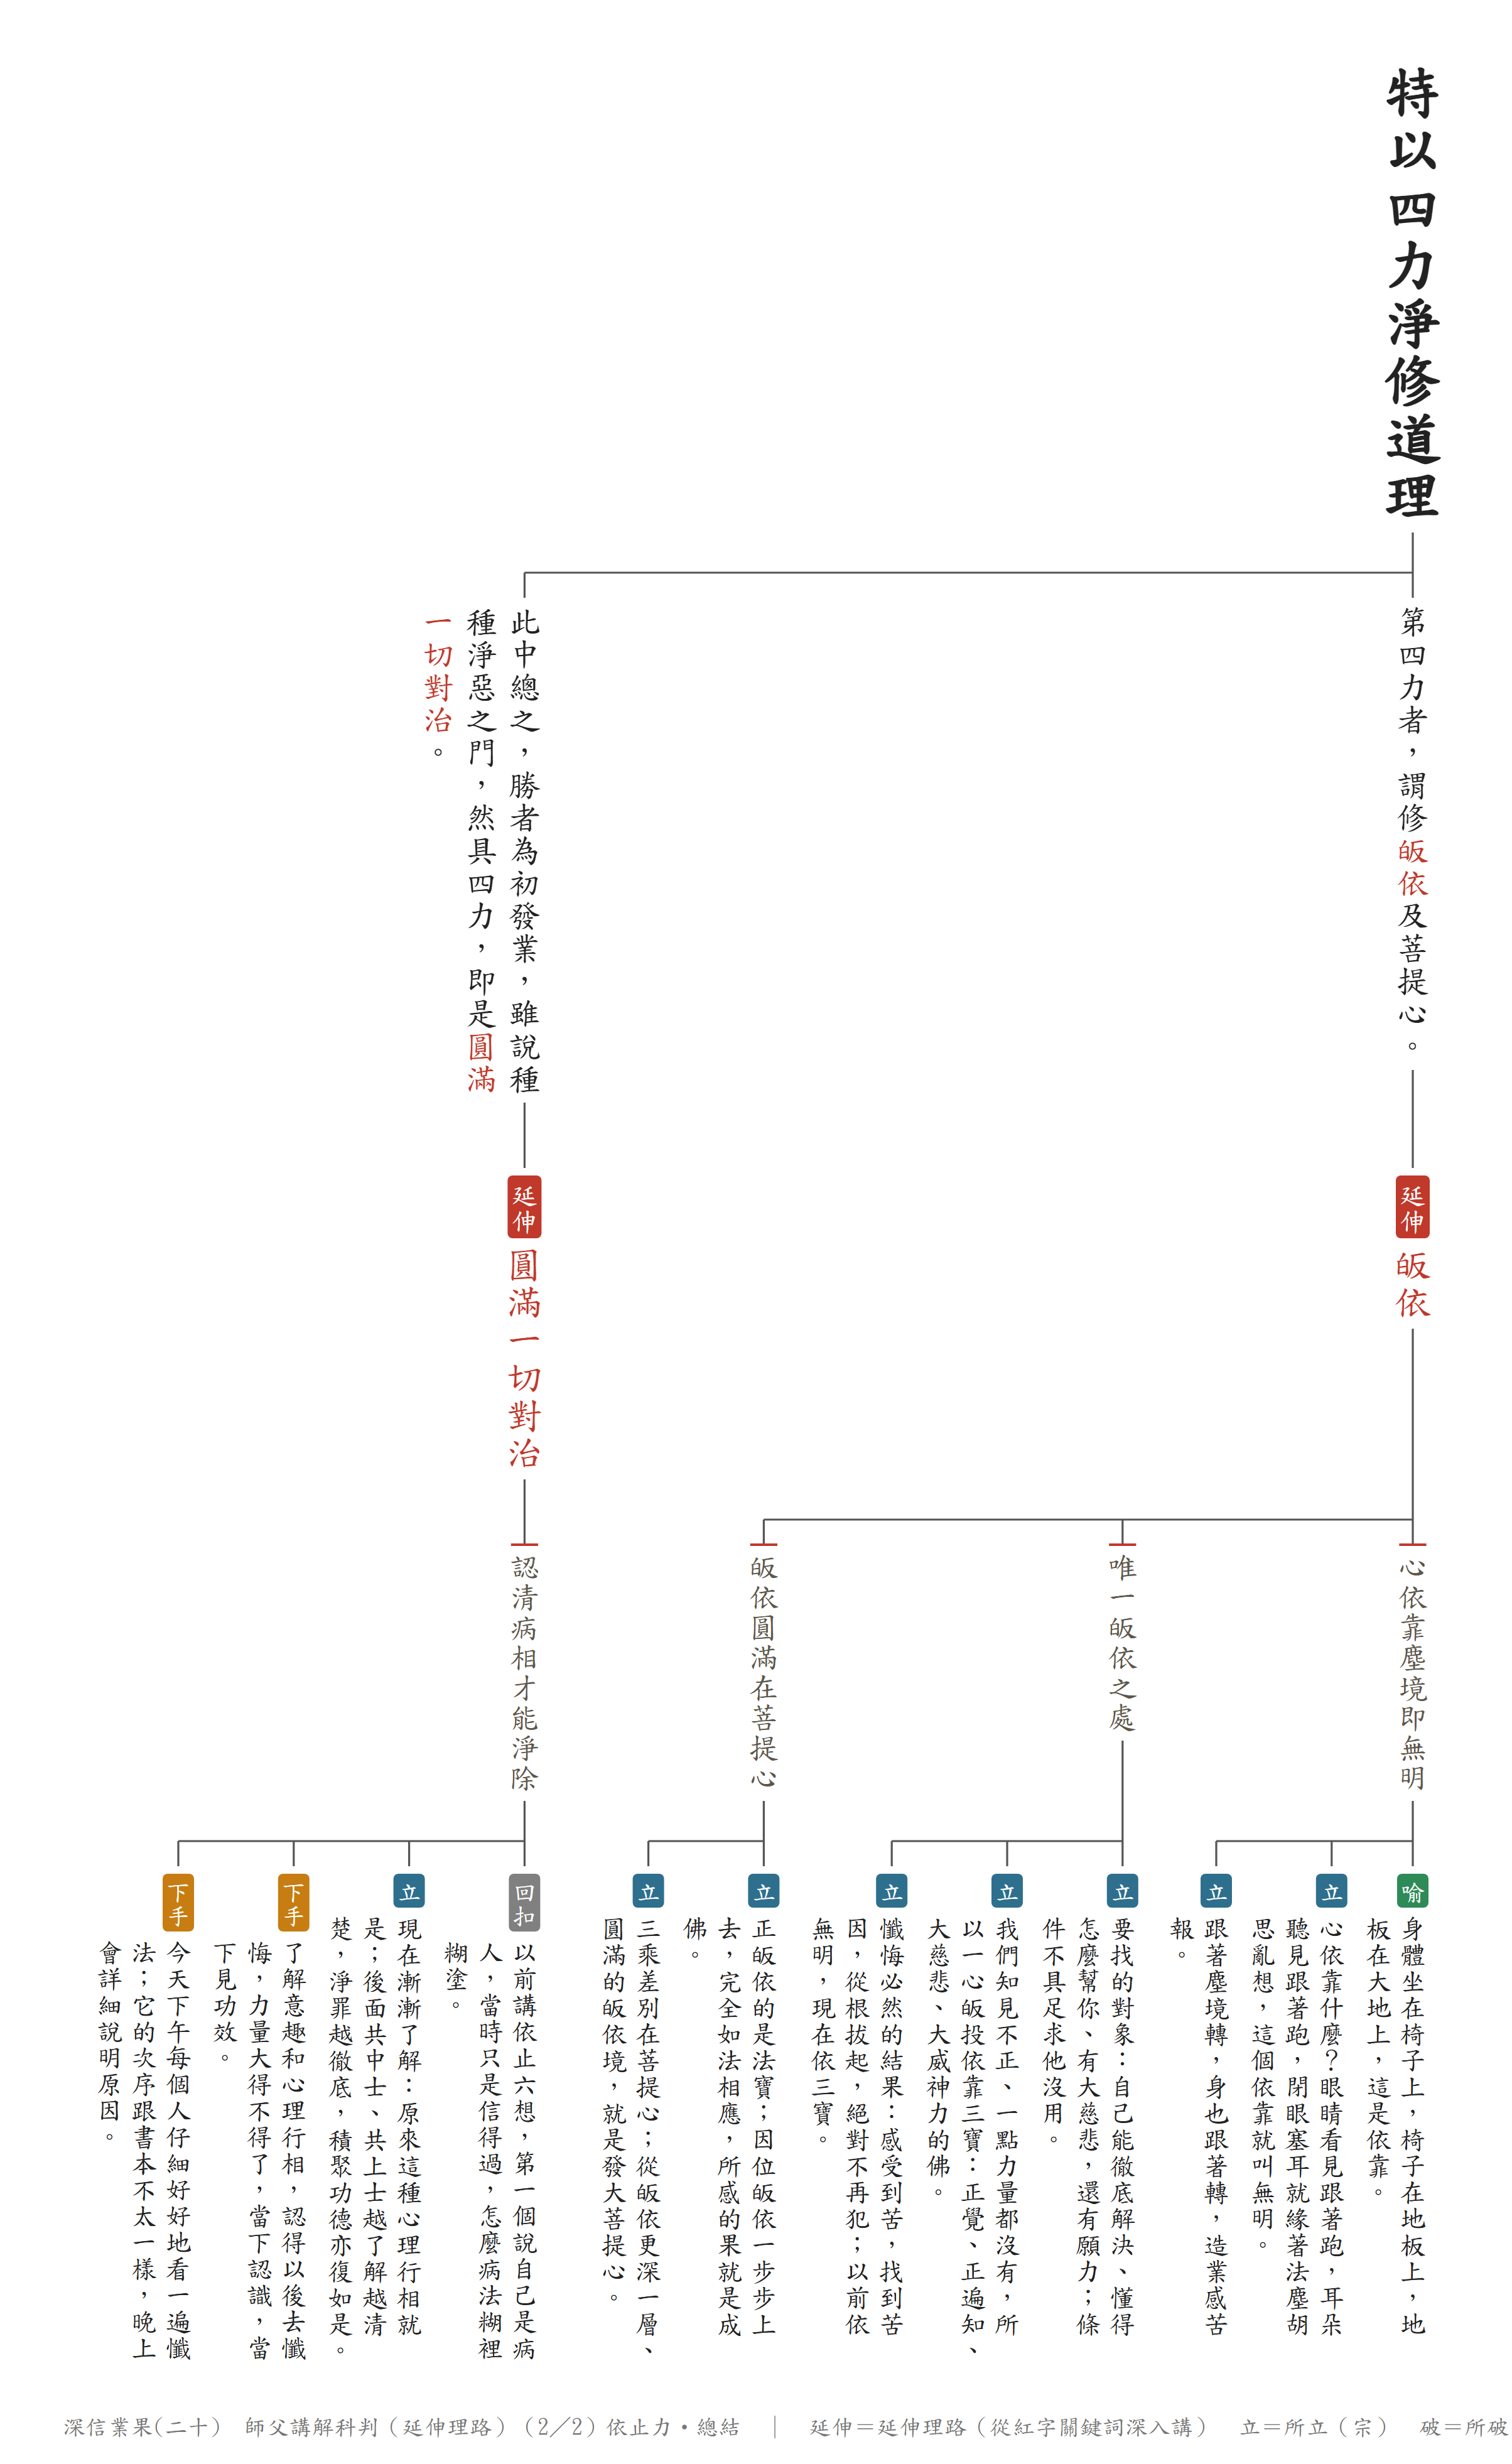 特以四力淨修道理
第四力者，謂修皈依及菩提心。
延伸
皈依
心依靠塵境即無明
喻
身體坐在椅子上，椅子在地板上，地
板在大地上，這是依靠。
立
心依靠什麼？眼睛看見跟著跑，耳朵
聽見跟著跑，閉眼塞耳就緣著法塵胡
思亂想，這個依靠就叫無明。
立
跟著塵境轉，身也跟著轉，造業感苦
報。
唯一皈依之處
立
要找的對象：自己能徹底解決、懂得
怎麼幫你、有大慈悲，還有願力；條
件不具足求他沒用。
立
我們知見不正、一點力量都沒有，所
以一心皈投依靠三寶：正覺、正遍知、
大慈悲、大威神力的佛。
立
懺悔必然的結果：感受到苦，找到苦
因，從根拔起，絕對不再犯；以前依
無明，現在依三寶。
皈依圓滿在菩提心
立
正皈依的是法寶；因位皈依一步步上
去，完全如法相應，所感的果就是成
佛。
立
三乘差別在菩提心；從皈依更深一層、
圓滿的皈依境，就是發大菩提心。
此中總之，勝者為初發業，雖說種
種淨惡之門，然具四力，即是圓滿
一切對治。
延伸
圓滿一切對治
認清病相才能淨除
回扣
以前講依止六想，第一個說自己是病
人，當時只是信得過，怎麼病法糊裡
糊塗。
立
現在漸漸了解：原來這種心理行相就
是；後面共中士、共上士越了解越清
楚，淨罪越徹底，積聚功德亦復如是。
下手
了解意趣和心理行相，認得以後去懺
悔，力量大得不得了，當下認識，當
下見功效。
下手
今天下午每個人仔細好好地看一遍懺
法；它的次序跟書本不太一樣，晚上
會詳細說明原因。
深信業果(二十) 師父講解科判（延伸理路）（2／2）依止力・總結 ｜ 延伸＝延伸理路（從紅字關鍵詞深入講） 立＝所立（宗） 破＝所破